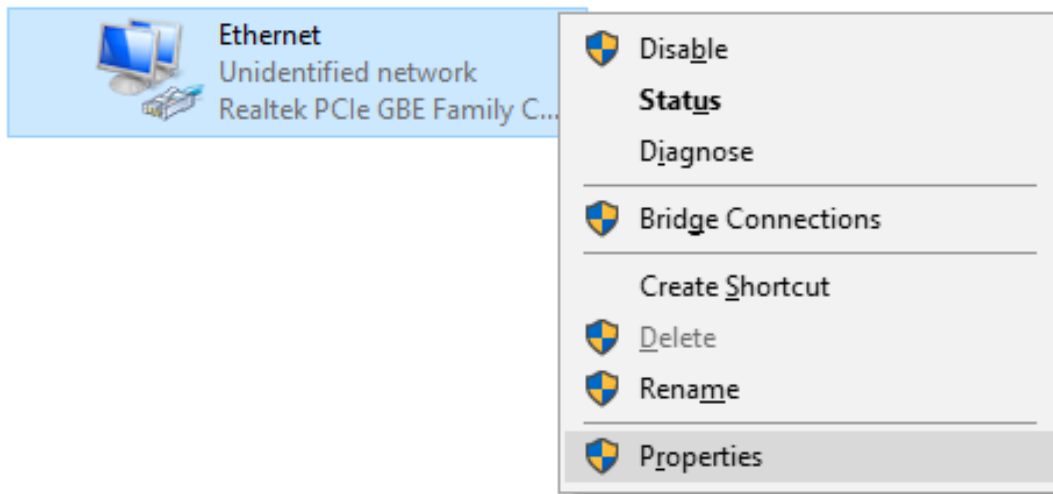 Ethernet
Unidentified network
Realtek PCIe GBE Family C...
Disable
Status
Diagnose
Bridge Connections
Create Shortcut
Delete
Rename
Properties